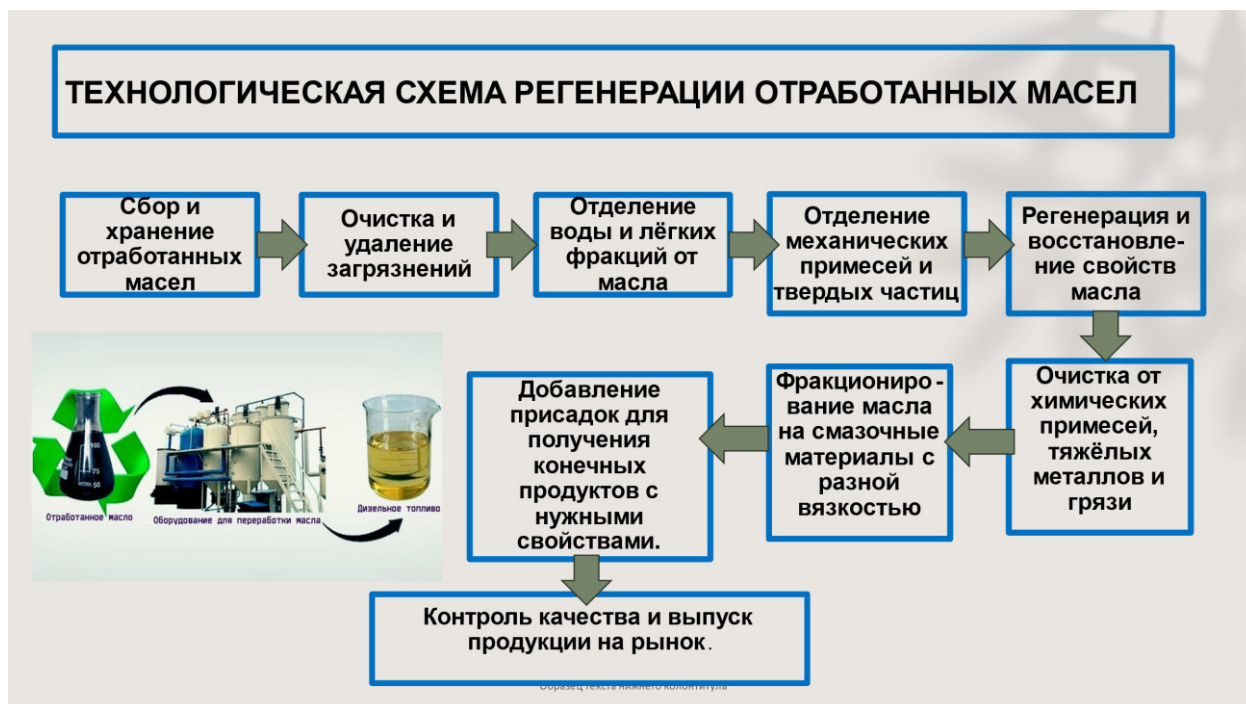 ТЕХНОЛОГИЧЕСКАЯ СХЕМА РЕГЕНЕРАЦИИ ОТРАБОТАННЫХ МАСЕЛ
Сбор и
хранение
отработанных
масел
Очистка и
удаление
загрязнений
Отделение
воды и лёгких
фракций от
масла
Отделение
механических
примесей и
твердых частиц
Регенерация и
восстановле-
ние свойств
масла
Очистка от
химических
примесей,
тяжёлых
металлов и
грязи
Фракциониро -
вание масла
на смазочные
материалы с
разной
вязкостью
Добавление
присадок для
получения
конечных
продуктов с
нужными
свойствами.
Контроль качества и выпуск
продукции на рынок.
Отработанное масло
Оборудование для переработки масла
Дизельное топливо
Образец текста нижнего колонтитула